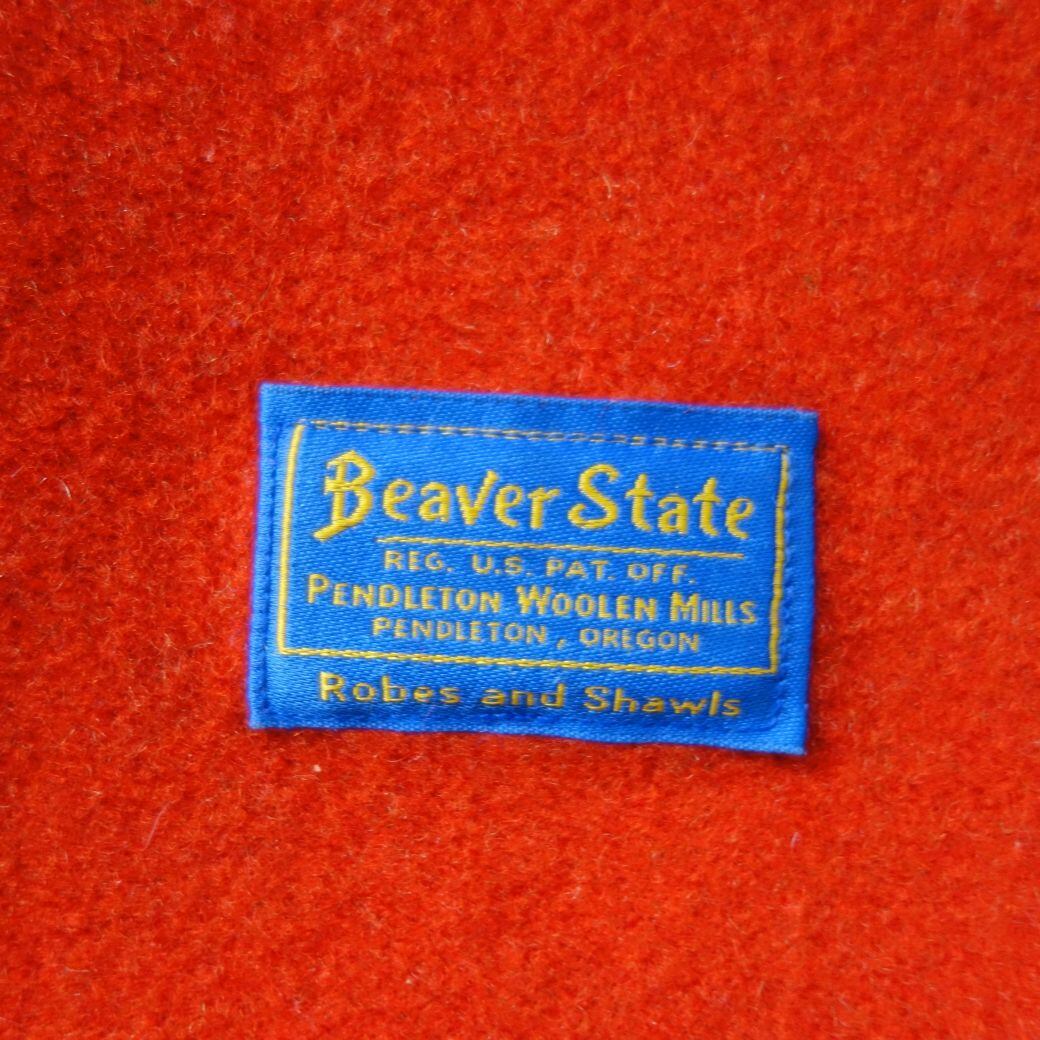 Beaver State
REG. U.S. PAT. OFF.
PENDLETON WOOLEN MILLS
PENDLETON, OREGON
Robes and Shawls